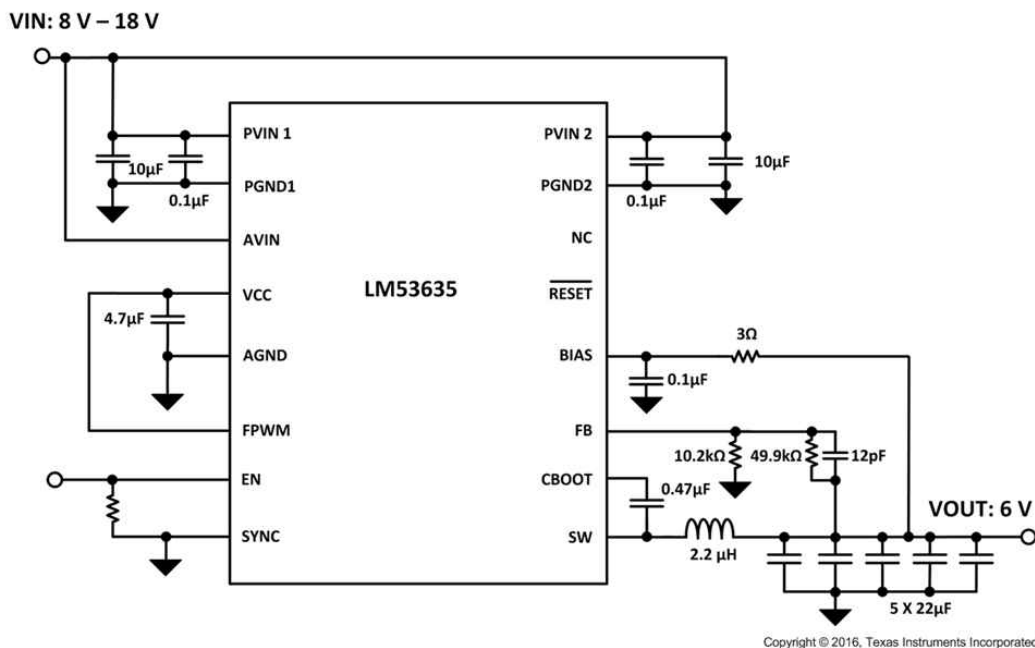 VIN: 8 V – 18 V
PVIN 1
PVIN 2
10µF
0.1µF
PGND1
PGND2
0.1µF
10µF
AVIN
NC
LM53635
VCC
RESET
4.7µF
3Ω
AGND
BIAS
0.1µF
FPWM
FB
10.2kΩ
49.9kΩ
12pF
EN
CBOOT
0.47µF
VOUT: 6 V
SYNC
SW
2.2 µH
5 X 22µF
Copyright © 2016, Texas Instruments Incorporated